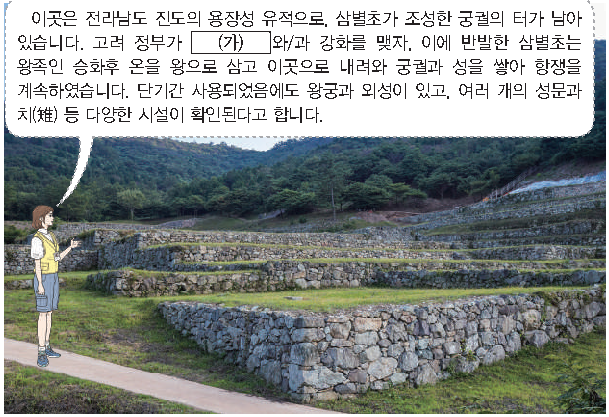 이곳은 전라남도 진도의 용장성 유적으로, 삼별초가 조성한 궁궐의 터가 남아
있습니다. 고려 정부가 (가) 와/과 강화를 맺자, 이에 반발한 삼별초는
왕족인 승화후 온을 왕으로 삼고 이곳으로 내려와 궁궐과 성을 쌓아 항쟁을
계속하였습니다. 단기간 사용되었음에도 왕궁과 외성이 있고, 여러 개의 성문과
치(雉) 등 다양한 시설이 확인된다고 합니다.